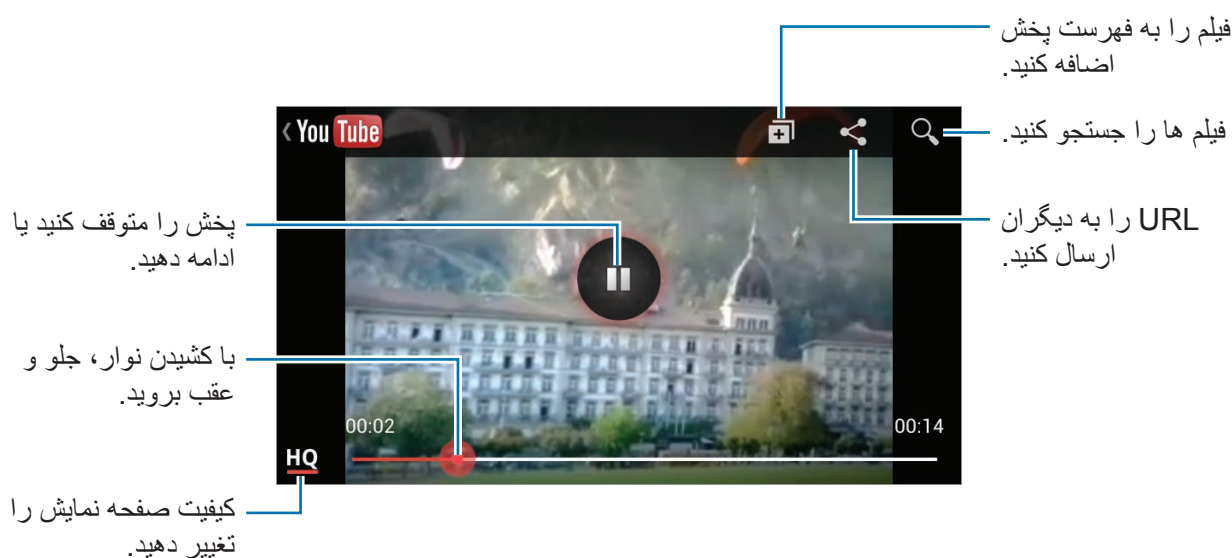 فیلم را به فهرست پخش
اضافه کنید.
You Tube
فیلم ها را جستجو کنید.
URL را به دیگران
ارسال کنید.
پخش را متوقف کنید یا
ادامه دهید.
با کشیدن نوار، جلو و
عقب بروید.
00:02
00:14
HQ
کیفیت صفحه نمایش را
تغییر دهید.